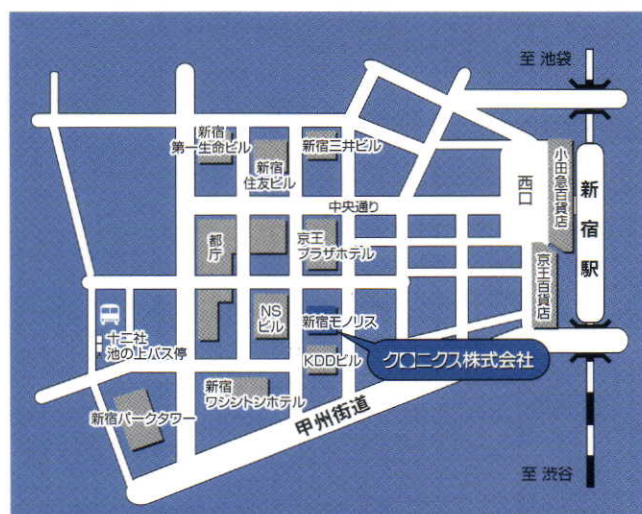 至 池袋
新宿
第一生命ビル
新宿
住友ビル
新宿三井ビル
小田急百貨店
西口
新宿駅
中央通り
都庁
京王
プラザホテル
京王百貨店
NS
ビル
新宿モノリス
十二社
池の上バス停
KDDビル
クロニクス株式会社
新宿
ワシントンホテル
新宿パークタワー
甲州街道
至 渋谷